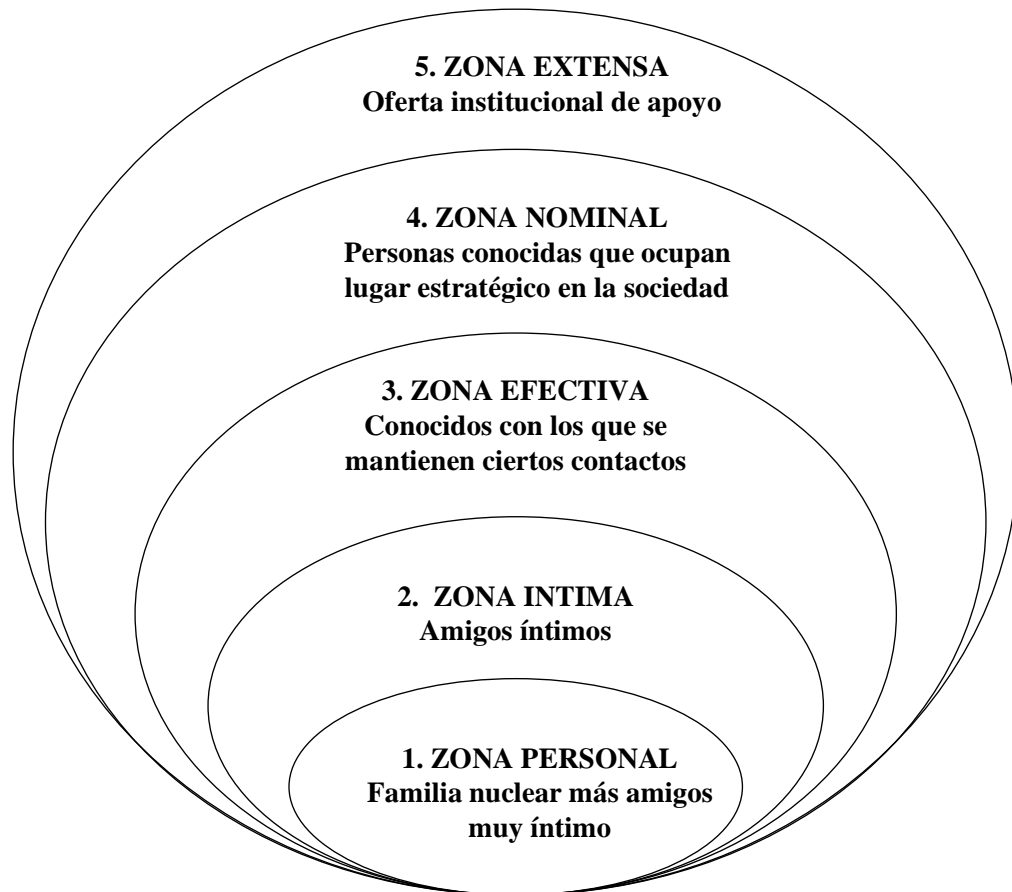 5. ZONA EXTENSA
Oferta institucional de apoyo
4. ZONA NOMINAL
Personas conocidas que ocupan
lugar estratégico en la sociedad
3. ZONA EFECTIVA
Conocidos con los que se
mantienen ciertos contactos
2.  ZONA INTIMA
Amigos íntimos
1. ZONA PERSONAL
Familia nuclear más amigos
muy íntimo